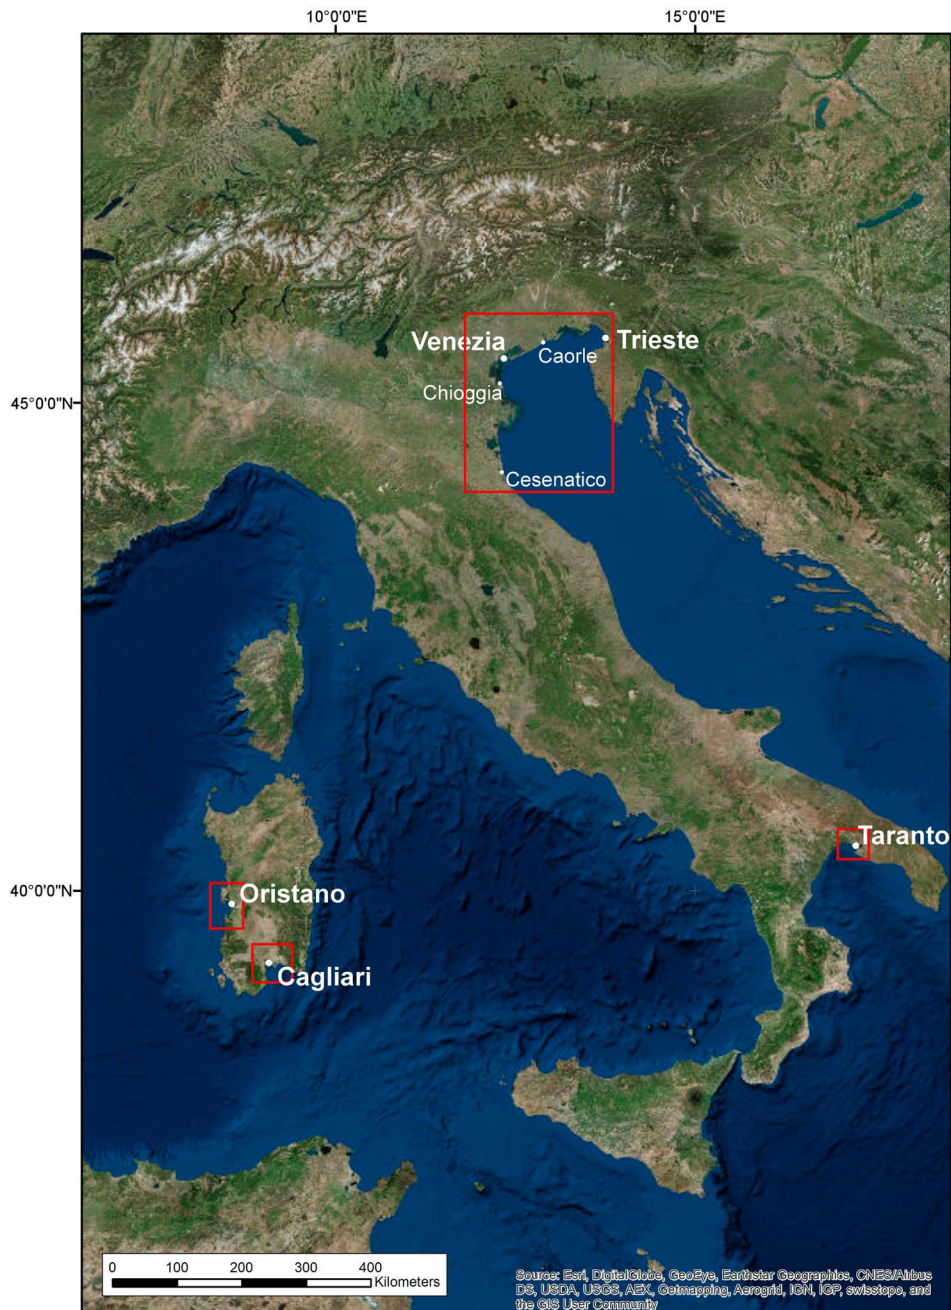 10°0'0"E
15°0'0"E
Venezia
Trieste
Caorle
Chioggia
45°0'0"N
Cesenatico
Taranto
40°0'0"N
Oristano
Cagliari
0 100 200 300 400
Kilometers
Source: Esri, DigitalGlobe, GeoEye, Earthstar Geographics, CNES/Airbus
DS, USDA, USGS, AEX, Getmapping, Aerogrid, IGN, IGP, swisstopo, and
the GIS User Community